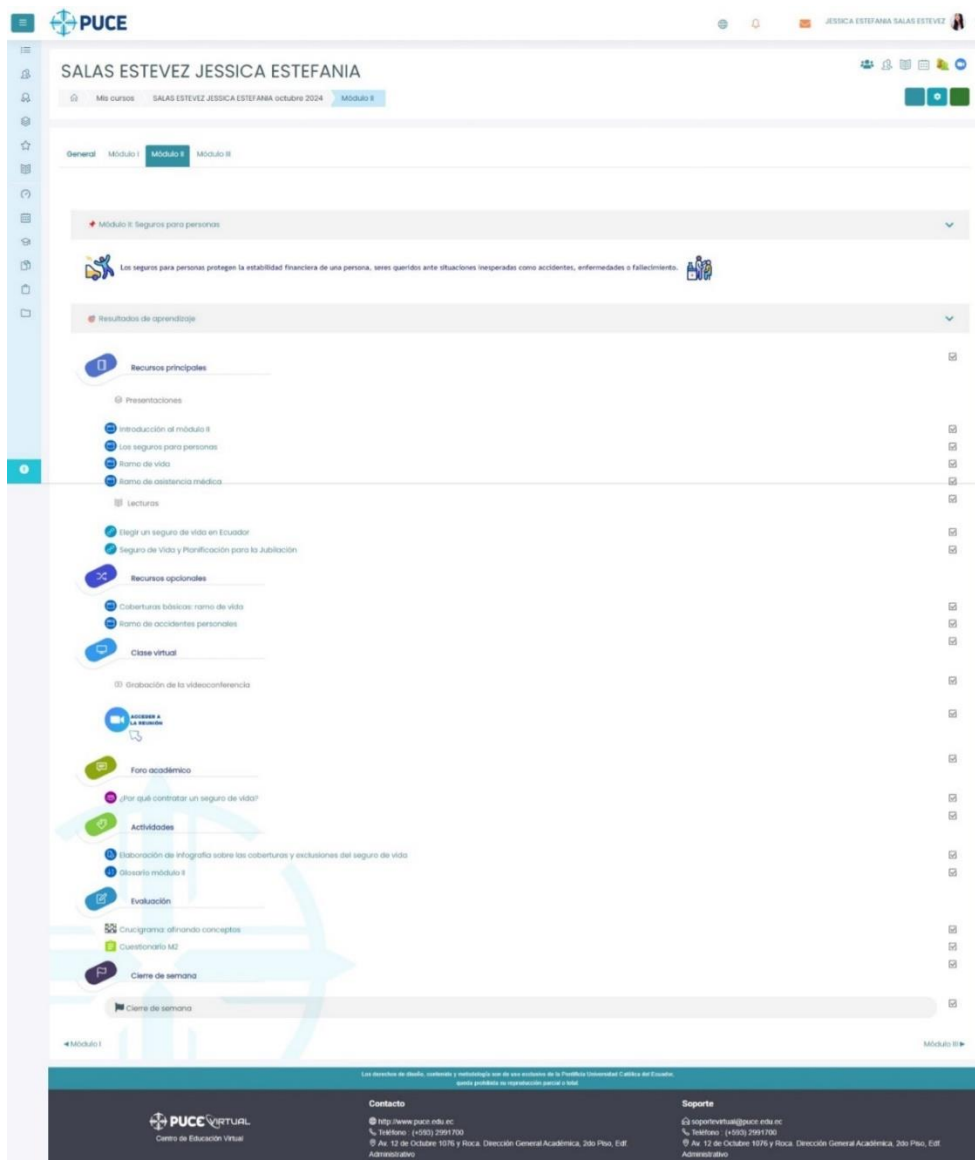 PUCE
JESSICA ESTEFANIA SALAS ESTEVEZ
SALAS ESTEVEZ JESSICA ESTEFANIA
Mis cursos SALAS ESTEVEZ JESSICA ESTEFANIA octubre 2024 Módulo II
General Módulo I Módulo II Módulo III
Módulo II: Seguros para personas
Los seguros para personas protegen la estabilidad financiera de una persona, seres queridos ante situaciones inesperadas como accidentes, enfermedades o fallecimiento.
Resultados de aprendizaje
Recursos principales
Presentaciones
Introducción al módulo II
Los seguros para personas
Ramo de vida
Ramo de asistencia médica
Lecturas
Elegir un seguro de vida en Ecuador
Seguro de Vida y Planificación para la Jubilación
Recursos opcionales
Coberturas básicas: ramo de vida
Ramo de accidentes personales
Clase virtual
Grabación de la videoconferencia
ACCEDER A
LA REUNIÓN
Foro académico
¿Por qué contratar un seguro de vida?
Actividades
Elaboración de infografía sobre las coberturas y exclusiones del seguro de vida
Glosario módulo II
Evaluación
Crucigrama: afinando conceptos
Cuestionario M2
Cierre de semana
Cierre de semana
◄Módulo I
Módulo III►
Los derechos de diseño, contenido y metodología son de uso exclusivo de la Pontificia Universidad Católica del Ecuador,
queda prohibida su reproducción parcial o total
PUCE VIRTUAL
Centro de Educación Virtual
Contacto
http://www.puce.edu.ec
Teléfono : (+593) 2991700
Av. 12 de Octubre 1076 y Roca. Dirección General Académica, 2do Piso, Edf.
Administrativo
Soporte
soportevirtual@puce.edu.ec
Teléfono : (+593) 2991700
Av. 12 de Octubre 1076 y Roca. Dirección General Académica, 2do Piso, Edf.
Administrativo